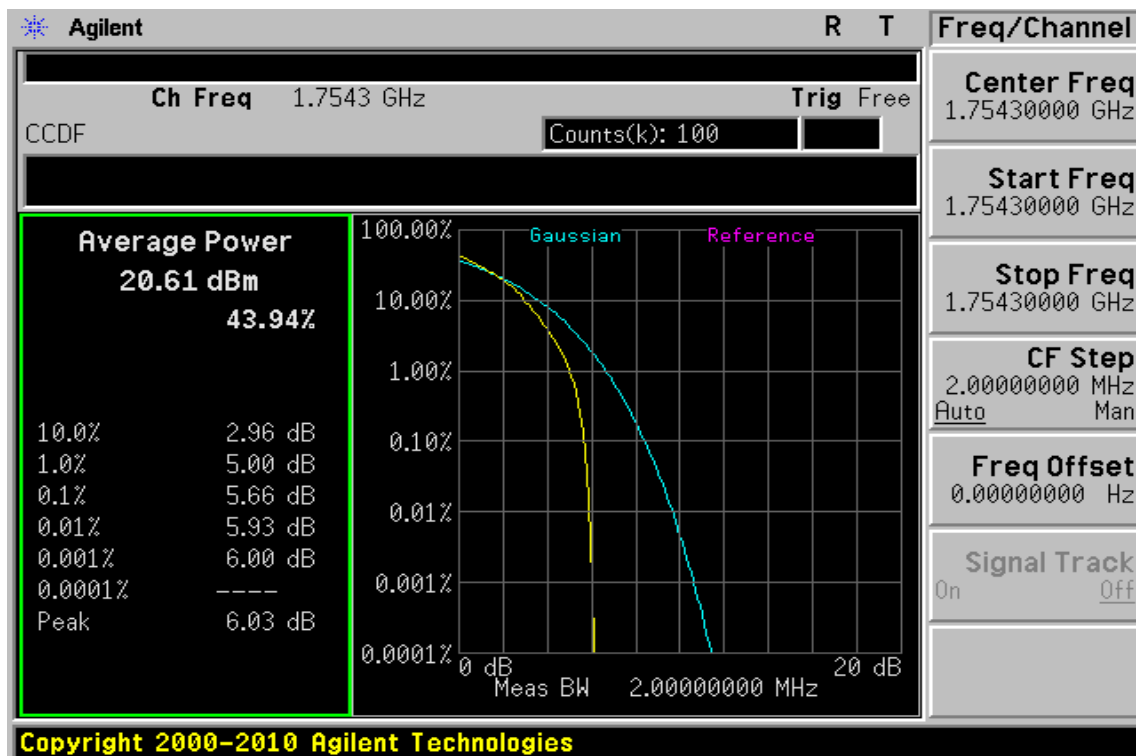 Agilent R T
Ch Freq 1.7543 GHz Trig Free
CCDF Counts(k): 100
Average Power
20.61 dBm
43.94%
10.0% 2.96 dB
1.0% 5.00 dB
0.1% 5.66 dB
0.01% 5.93 dB
0.001% 6.00 dB
0.0001% ----
Peak 6.03 dB
Gaussian Reference
100.00%
10.00%
1.00%
0.10%
0.01%
0.001%
0.0001%
0 dB 20 dB
Meas BW 2.00000000 MHz
Freq/Channel
Center Freq
1.75430000 GHz
Start Freq
1.75430000 GHz
Stop Freq
1.75430000 GHz
CF Step
2.00000000 MHz
Auto Man
Freq Offset
0.00000000 Hz
Signal Track
On Off
Copyright 2000-2010 Agilent Technologies